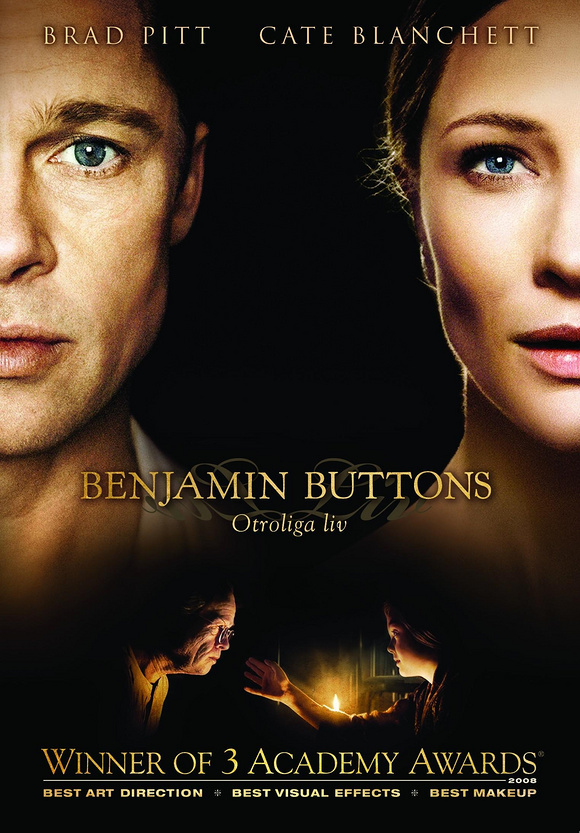 BRAD PITT CATE BLANCHETT
BENJAMIN BUTTONS
Otroliga liv
WINNER OF 3 ACADEMY AWARDS®
2008
BEST ART DIRECTION ❉ BEST VISUAL EFFECTS ❉ BEST MAKEUP